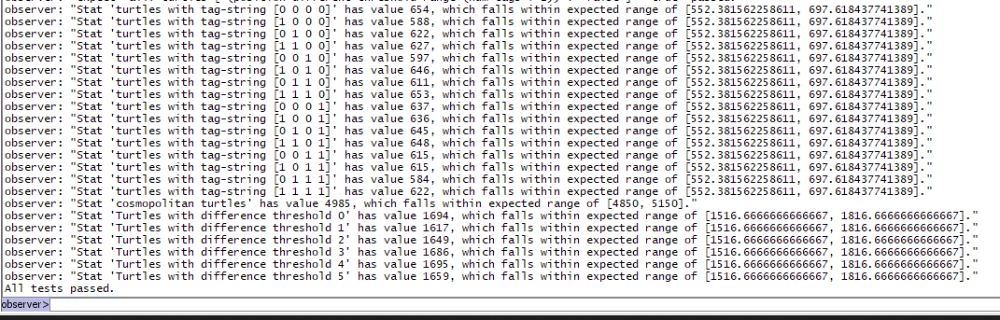 observer: "Stat 'turtles with tag-string [0 0 0 0]' has value 654, which falls within expected range of [552.381562258611, 697.618437741389]."
observer: "Stat 'turtles with tag-string [1 0 0 0]' has value 588, which falls within expected range of [552.381562258611, 697.618437741389]."
observer: "Stat 'turtles with tag-string [0 1 0 0]' has value 622, which falls within expected range of [552.381562258611, 697.618437741389]."
observer: "Stat 'turtles with tag-string [1 1 0 0]' has value 627, which falls within expected range of [552.381562258611, 697.618437741389]."
observer: "Stat 'turtles with tag-string [0 0 1 0]' has value 597, which falls within expected range of [552.381562258611, 697.618437741389]."
observer: "Stat 'turtles with tag-string [1 0 1 0]' has value 646, which falls within expected range of [552.381562258611, 697.618437741389]."
observer: "Stat 'turtles with tag-string [0 1 1 0]' has value 611, which falls within expected range of [552.381562258611, 697.618437741389]."
observer: "Stat 'turtles with tag-string [1 1 1 0]' has value 653, which falls within expected range of [552.381562258611, 697.618437741389]."
observer: "Stat 'turtles with tag-string [0 0 0 1]' has value 637, which falls within expected range of [552.381562258611, 697.618437741389]."
observer: "Stat 'turtles with tag-string [1 0 0 1]' has value 636, which falls within expected range of [552.381562258611, 697.618437741389]."
observer: "Stat 'turtles with tag-string [0 1 0 1]' has value 645, which falls within expected range of [552.381562258611, 697.618437741389]."
observer: "Stat 'turtles with tag-string [1 1 0 1]' has value 648, which falls within expected range of [552.381562258611, 697.618437741389]."
observer: "Stat 'turtles with tag-string [0 0 1 1]' has value 615, which falls within expected range of [552.381562258611, 697.618437741389]."
observer: "Stat 'turtles with tag-string [1 0 1 1]' has value 615, which falls within expected range of [552.381562258611, 697.618437741389]."
observer: "Stat 'turtles with tag-string [0 1 1 1]' has value 584, which falls within expected range of [552.381562258611, 697.618437741389]."
observer: "Stat 'turtles with tag-string [1 1 1 1]' has value 622, which falls within expected range of [552.381562258611, 697.618437741389]."
observer: "Stat 'cosmopolitan turtles' has value 4985, which falls within expected range of [4850, 5150]."
observer: "Stat 'Turtles with difference threshold 0' has value 1694, which falls within expected range of [1516.6666666666667, 1816.6666666666667]."
observer: "Stat 'Turtles with difference threshold 1' has value 1617, which falls within expected range of [1516.6666666666667, 1816.6666666666667]."
observer: "Stat 'Turtles with difference threshold 2' has value 1649, which falls within expected range of [1516.6666666666667, 1816.6666666666667]."
observer: "Stat 'Turtles with difference threshold 3' has value 1686, which falls within expected range of [1516.6666666666667, 1816.6666666666667]."
observer: "Stat 'Turtles with difference threshold 4' has value 1695, which falls within expected range of [1516.6666666666667, 1816.6666666666667]."
observer: "Stat 'Turtles with difference threshold 5' has value 1659, which falls within expected range of [1516.6666666666667, 1816.6666666666667]."
All tests passed.
observer>